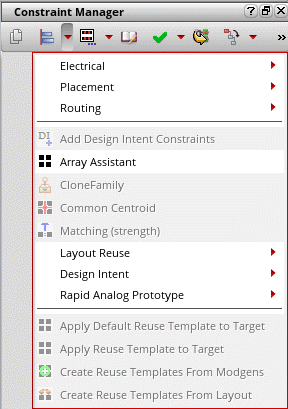 Constraint Manager
Electrical
Placement
Routing
Add Design Intent Constraints
Array Assistant
CloneFamily
Common Centroid
Matching (strength)
Layout Reuse
Design Intent
Rapid Analog Prototype
Apply Default Reuse Template to Target
Apply Reuse Template to Target
Create Reuse Templates From Modgens
Create Reuse Templates From Layout